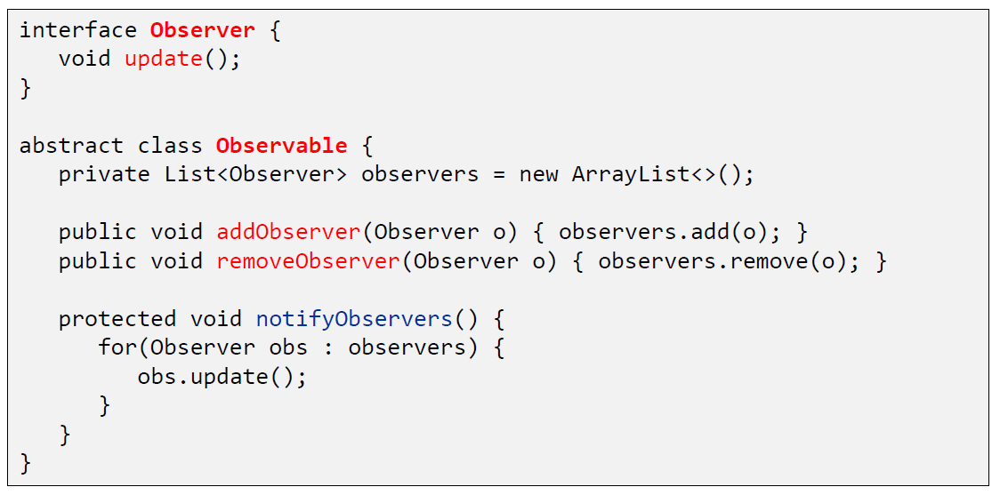 interface Observer {
   void update();
}

abstract class Observable {
   private List<Observer> observers = new ArrayList<>();

   public void addObserver(Observer o) { observers.add(o); }
   public void removeObserver(Observer o) { observers.remove(o); }

   protected void notifyObservers() {
      for(Observer obs : observers) {
         obs.update();
      }
   }
}